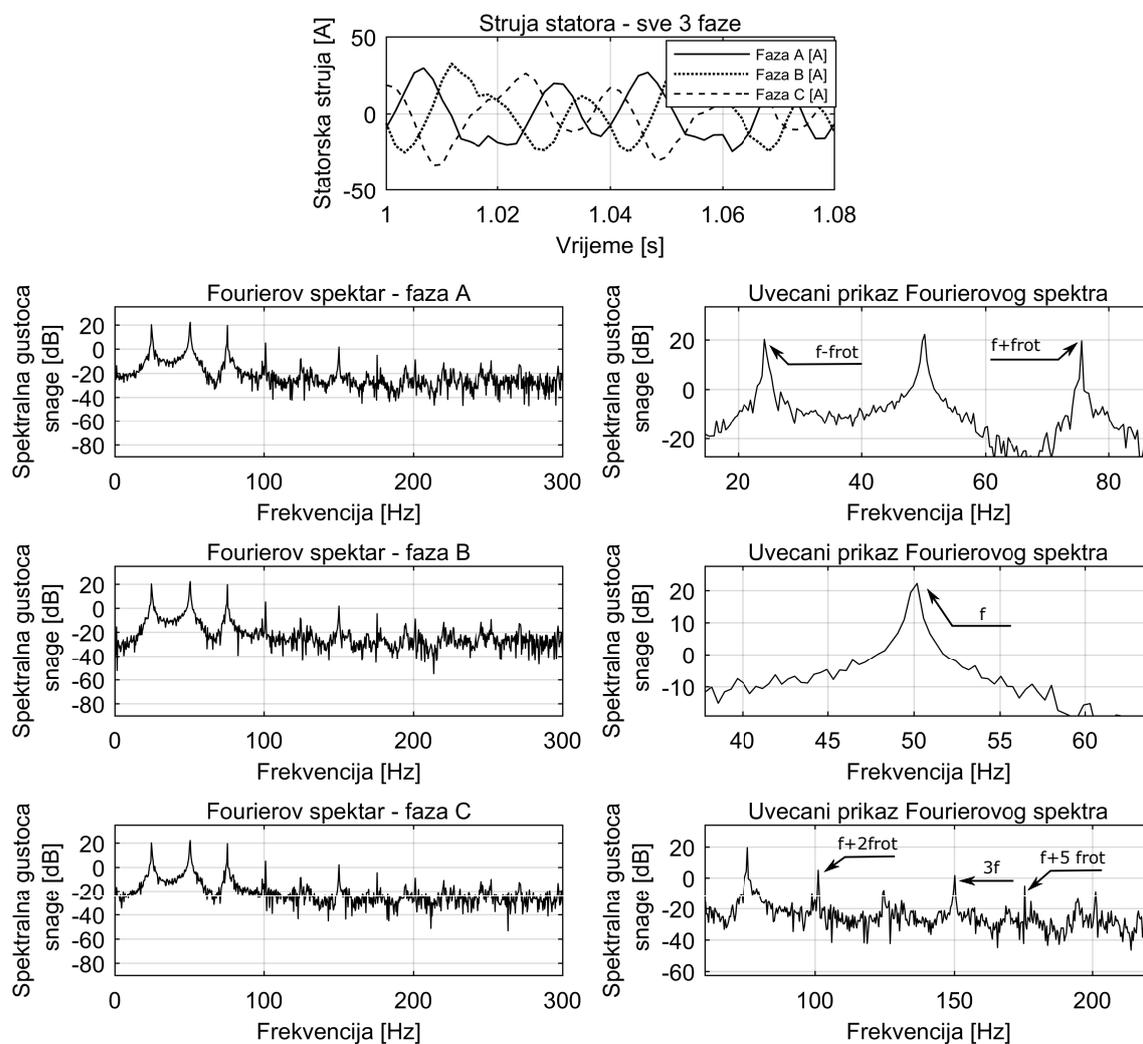 Struja statora - sve 3 faze
Statorska struja [A]
50
0
-50
Faza A [A]
Faza B [A]
Faza C [A]
1 1.02 1.04 1.06 1.08
Vrijeme [s]
Fourierov spektar - faza A
Spektralna gustoca
snage [dB]
20
0
-20
-40
-60
-80
0 100 200 300
Frekvencija [Hz]
Uvecani prikaz Fourierovog spektra
Spektralna gustoca
snage [dB]
20
0
-20
f-frot
f+frot
20 40 60 80
Frekvencija [Hz]
Fourierov spektar - faza B
Spektralna gustoca
snage [dB]
20
0
-20
-40
-60
-80
0 100 200 300
Frekvencija [Hz]
Uvecani prikaz Fourierovog spektra
Spektralna gustoca
snage [dB]
20
10
0
-10
f
40 45 50 55 60
Frekvencija [Hz]
Fourierov spektar - faza C
Spektralna gustoca
snage [dB]
20
0
-20
-40
-60
-80
0 100 200 300
Frekvencija [Hz]
Uvecani prikaz Fourierovog spektra
Spektralna gustoca
snage [dB]
20
0
-20
-40
-60
f+2frot
3f
f+5 frot
100 150 200
Frekvencija [Hz]